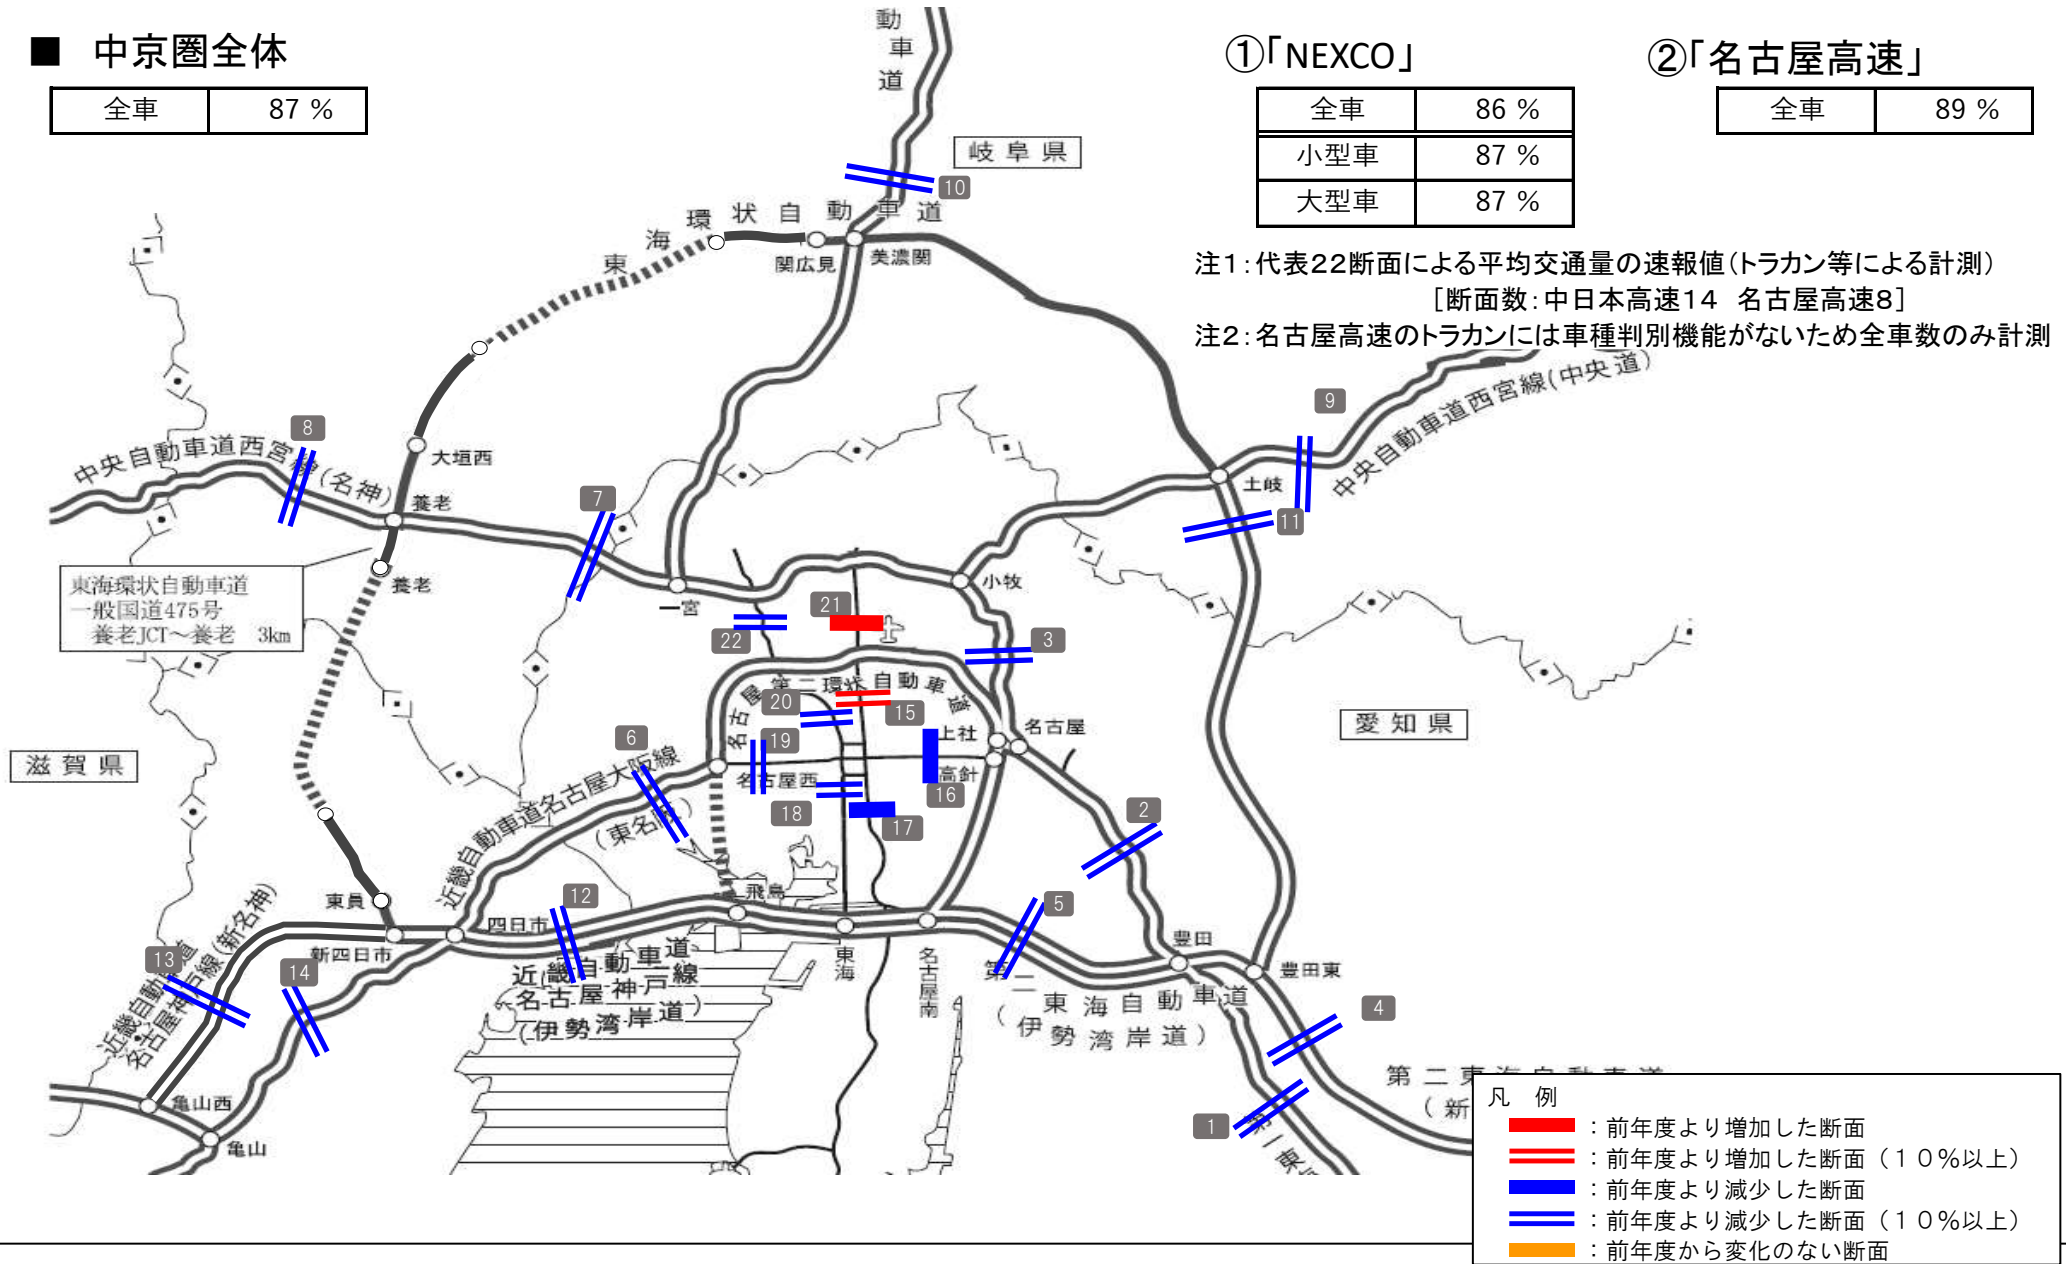 ■ 中京圏全体
全車 87 %
①｢NEXCO｣
全車 86 %
小型車 87 %
大型車 87 %
②｢名古屋高速｣
全車 89 %
注1：代表22断面による平均交通量の速報値（トラカン等による計測）
［断面数：中日本高速14 名古屋高速8］
注2：名古屋高速のトラカンには車種判別機能がないため全車数のみ計測
動車道
岐阜県
10
東海環状自動車道
関広見
美濃関
9
中央自動車道西宮線(中央道)
8
中央自動車道西宮線(名神)
大垣西
養老
7
土岐
11
東海環状自動車道
一般国道475号
養老JCT～養老 3km
養老
一宮
小牧
21
22
3
名古屋第二環状自動車道
20
15
上社
名古屋
愛知県
滋賀県
6
19
名古屋西
高針
16
近畿自動車道名古屋大阪線
(東名阪)
18
17
2
東員
12
飛島
5
四日市
新四日市
豊田
豊田東
13
14
近畿自動車道
名古屋神戸線(新名神)
近畿自動車道
名古屋神戸線
(伊勢湾岸道)
東海
名古屋南
第二東海自動車道
(伊勢湾岸道)
4
亀山西
亀山
1
第一東
第二東海自動車道
(新
凡 例
：前年度より増加した断面
：前年度より増加した断面（１０％以上）
：前年度より減少した断面
：前年度より減少した断面（１０％以上）
：前年度から変化のない断面